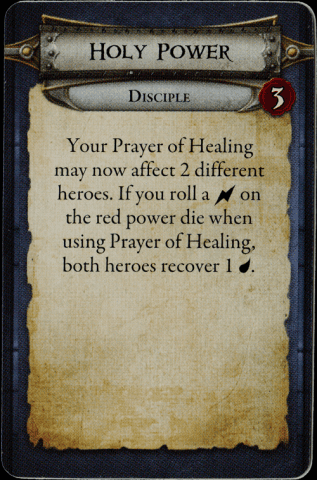 Holy Power
Disciple
3
Your Prayer of Healing
may now affect 2 different
heroes. If you roll a on
the red power die when
using Prayer of Healing,
both heroes recover 1 .